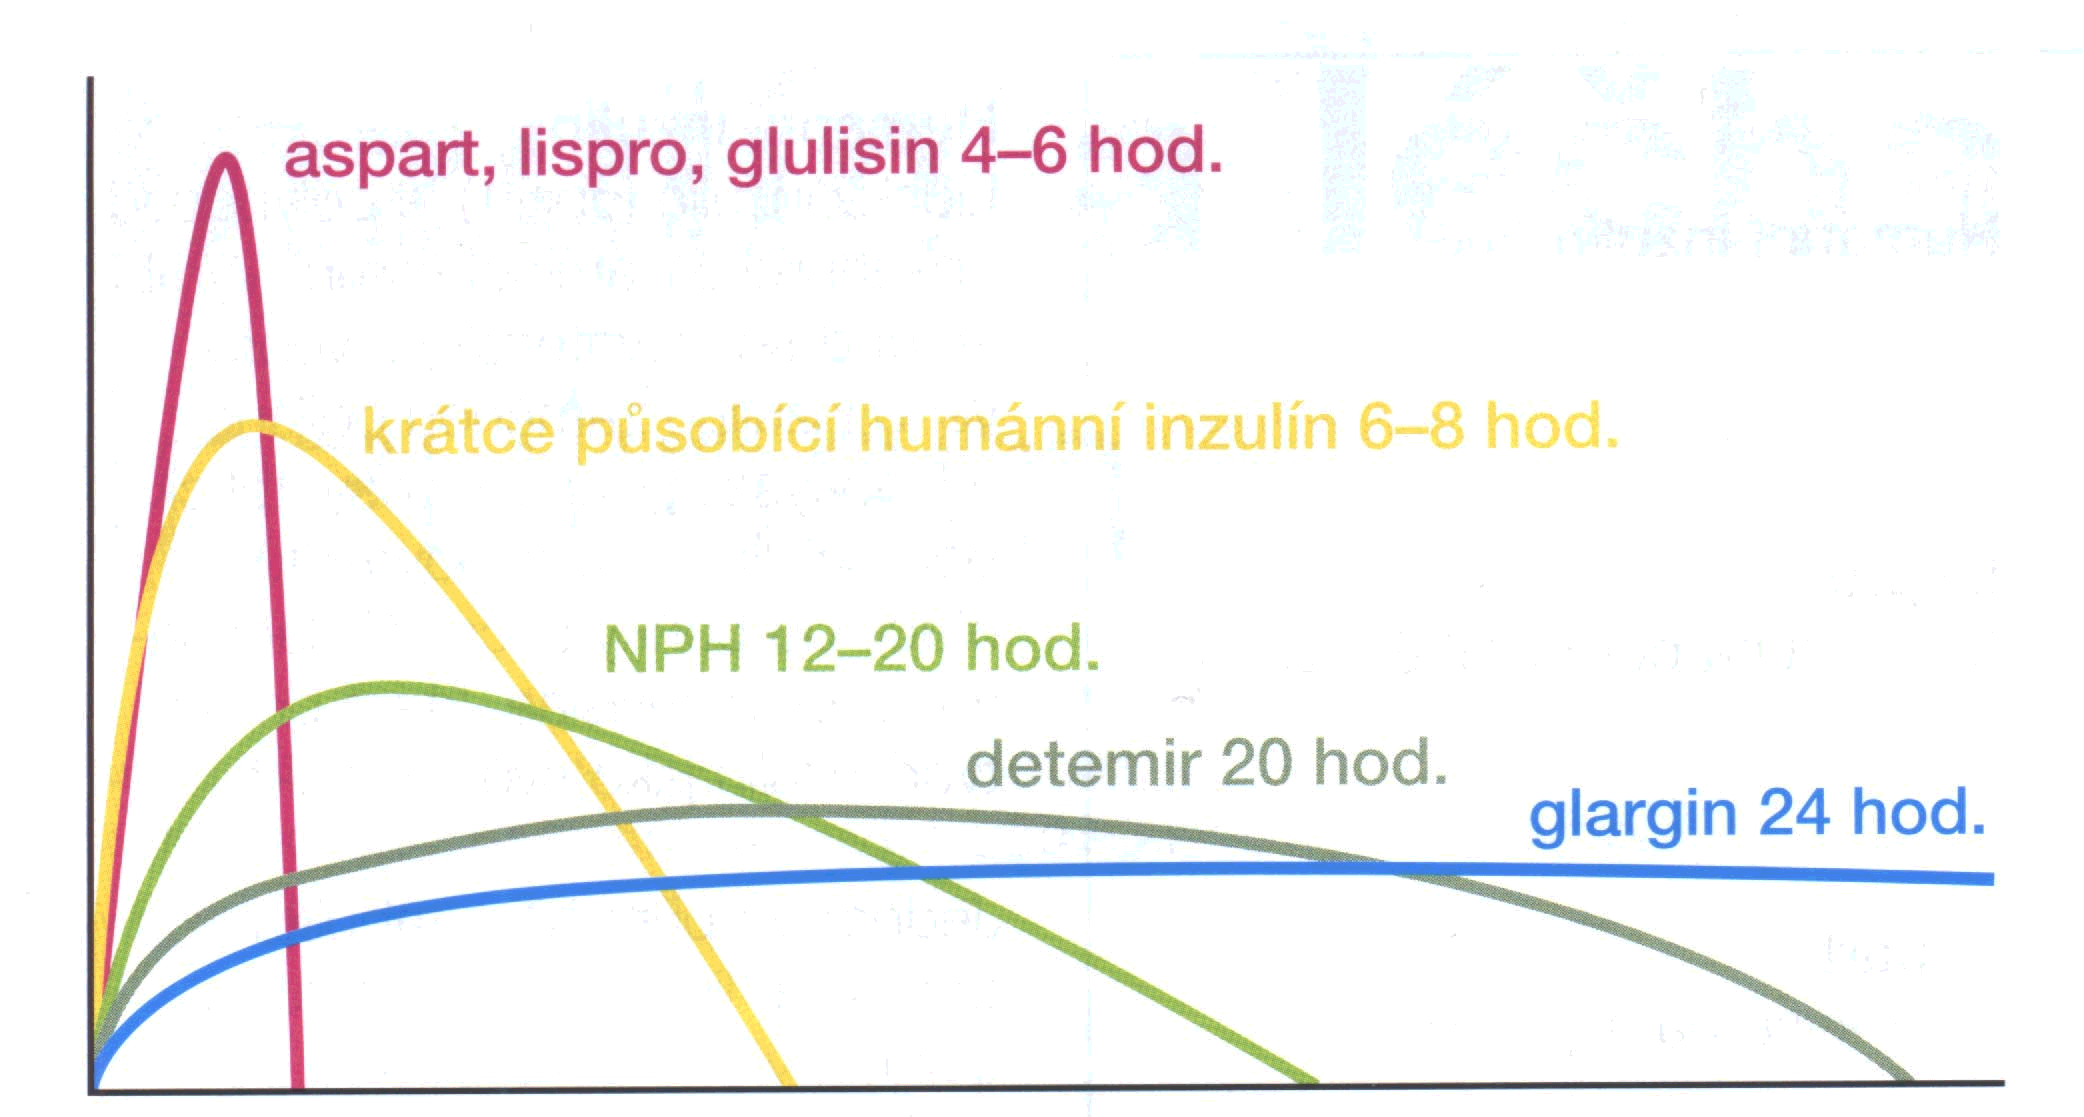 aspart, lispro, glulisin 4–6 hod.
krátce působící humánní inzulín 6–8 hod.
NPH 12–20 hod.
detemir 20 hod.
glargin 24 hod.